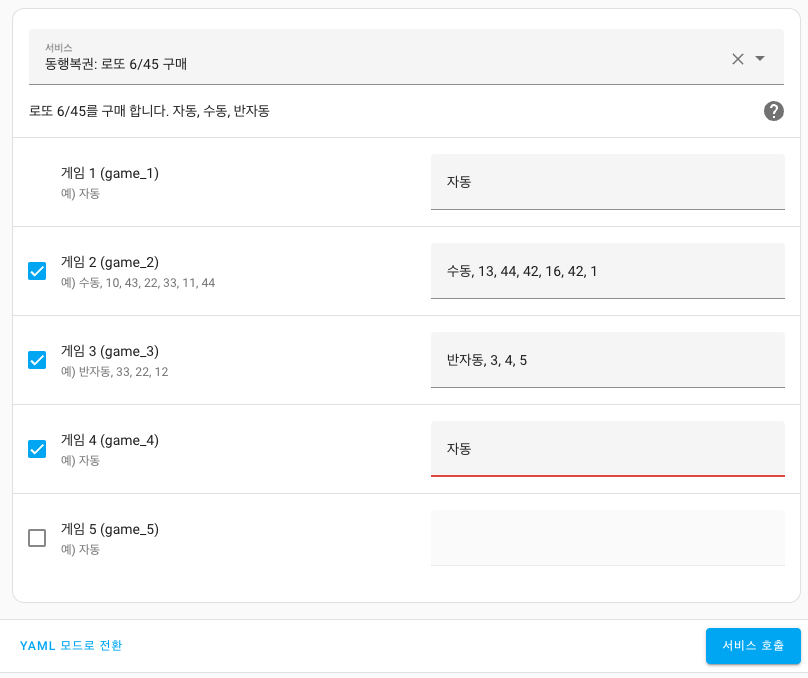 서비스
동행복권: 로또 6/45 구매
로또 6/45를 구매 합니다. 자동, 수동, 반자동
게임 1 (game_1)
예) 자동
자동
게임 2 (game_2)
예) 수동, 10, 43, 22, 33, 11, 44
수동, 13, 44, 42, 16, 42, 1
게임 3 (game_3)
예) 반자동, 33, 22, 12
반자동, 3, 4, 5
게임 4 (game_4)
예) 자동
자동
게임 5 (game_5)
예) 자동
YAML 모드로 전환
서비스 호출